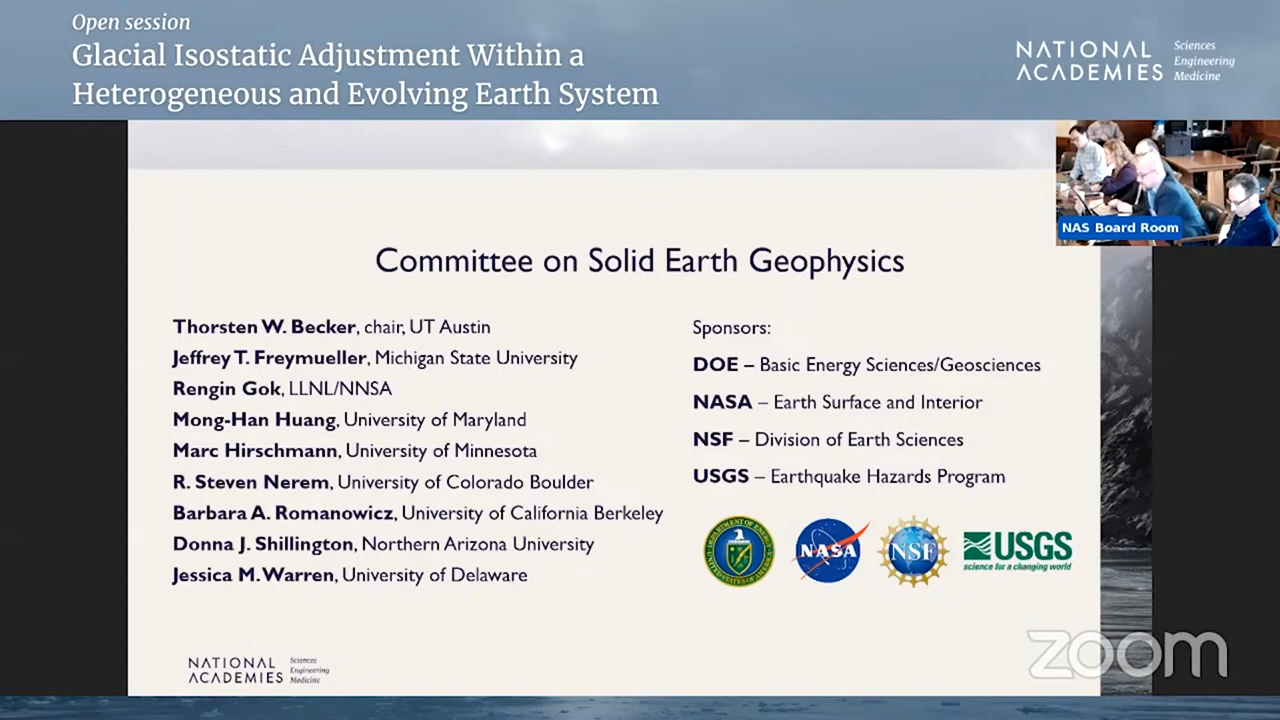 Open session
Glacial Isostatic Adjustment Within a
Heterogeneous and Evolving Earth System
NATIONAL ACADEMIES
Sciences
Engineering
Medicine
NAS Board Room
Committee on Solid Earth Geophysics
Thorsten W. Becker, chair, UT Austin
Jeffrey T. Freymueller, Michigan State University
Rengin Gok, LLNL/NNSA
Mong-Han Huang, University of Maryland
Marc Hirschmann, University of Minnesota
R. Steven Nerem, University of Colorado Boulder
Barbara A. Romanowicz, University of California Berkeley
Donna J. Shillington, Northern Arizona University
Jessica M. Warren, University of Delaware
Sponsors:
DOE – Basic Energy Sciences/Geosciences
NASA – Earth Surface and Interior
NSF – Division of Earth Sciences
USGS – Earthquake Hazards Program
NASA
NSF
USGS
science for a changing world
NATIONAL ACADEMIES
Sciences
Engineering
Medicine
zoom